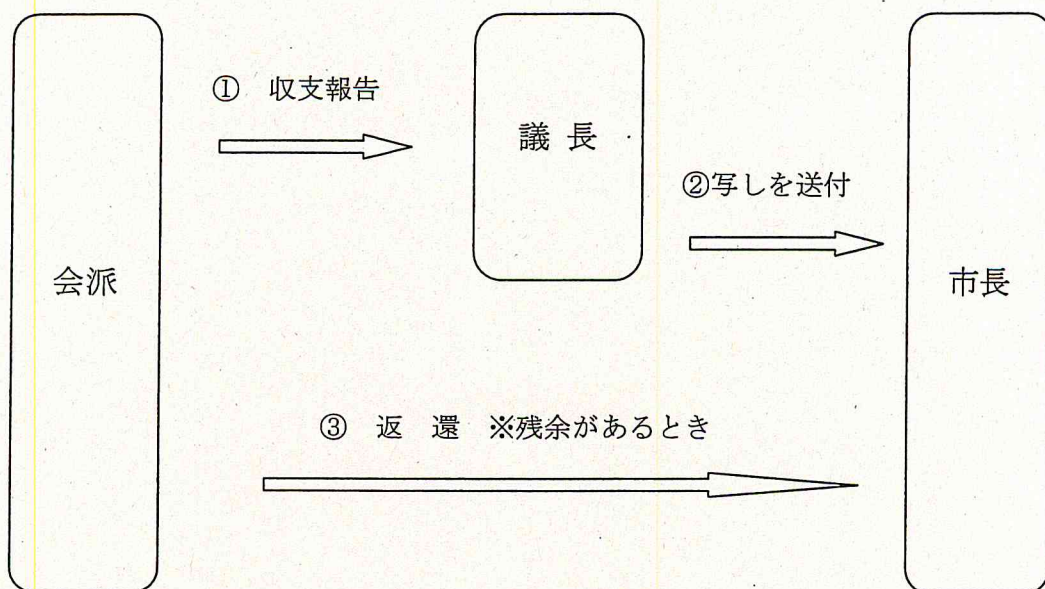 ① 収支報告
議 長
②写しを送付
会派
市長
③ 返 還 ※残余があるとき